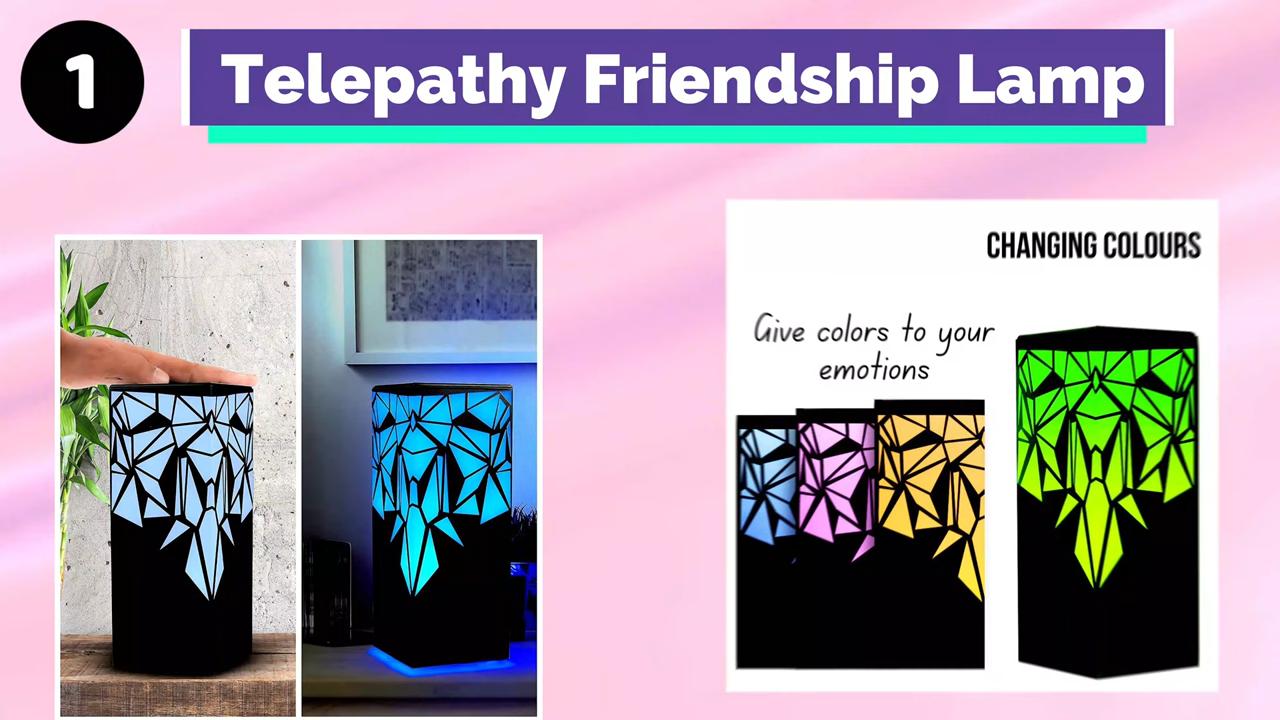 1
Telepathy Friendship Lamp
CHANGING COLOURS
Give colors to your
emotions